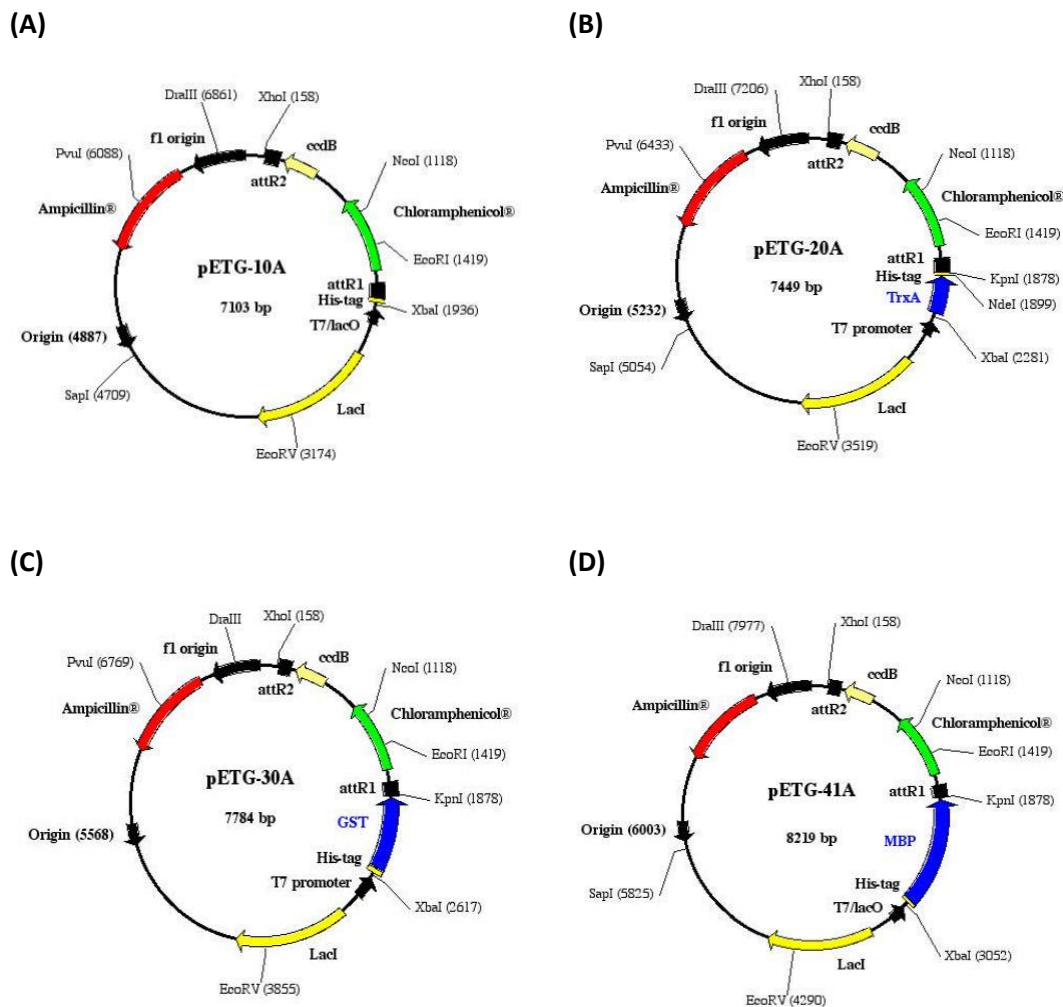 (A)
DraIII (6861)
XhoI (158)
f1 origin
ccdB
PvuI (6088)
attR2
NcoI (1118)
Ampicillin®
Chloramphenicol®
pETG-10A
EcoRI (1419)
7103 bp
attR1
His-tag
XbaI (1936)
T7/lacO
Origin (4887)
SapI (4709)
LacI
EcoRV (3174)
(B)
DraIII (7206)
XhoI (158)
f1 origin
ccdB
PvuI (6433)
attR2
NcoI (1118)
Ampicillin®
Chloramphenicol®
pETG-20A
EcoRI (1419)
7449 bp
attR1
His-tag
KpnI (1878)
TrxA
NdeI (1899)
Origin (5232)
T7 promoter
XbaI (2281)
SapI (5054)
LacI
EcoRV (3519)
(C)
DraIII
XhoI (158)
f1 origin
ccdB
PvuI (6769)
attR2
NcoI (1118)
Ampicillin®
Chloramphenicol®
EcoRI (1419)
pETG-30A
attR1
KpnI (1878)
7784 bp
GST
Origin (5568)
His-tag
T7 promoter
XbaI (2617)
LacI
EcoRV (3855)
(D)
DraIII (7977)
XhoI (158)
f1 origin
ccdB
attR2
NcoI (1118)
Ampicillin®
Chloramphenicol®
EcoRI (1419)
pETG-41A
attR1
KpnI (1878)
Origin (6003)
8219 bp
MBP
SapI (5825)
His-tag
T7/lacO
LacI
XbaI (3052)
EcoRV (4290)